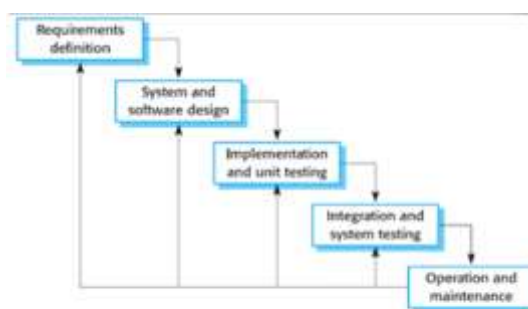 Requirements
definition
System and
software design
Implementation
and unit testing
Integration and
system testing
Operation and
maintenance